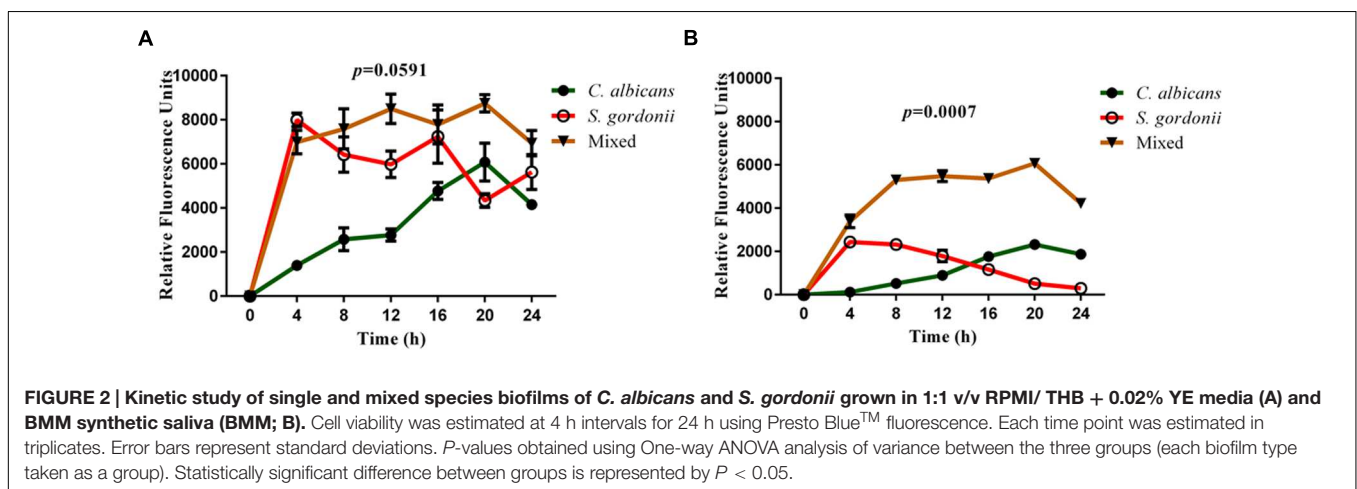 A
p=0.0591
Relative Fluorescence Units
10000
8000
6000
4000
2000
0
0 4 8 12 16 20 24
Time (h)
C. albicans
S. gordonii
Mixed
B
p=0.0007
Relative Fluorescence Units
10000
8000
6000
4000
2000
0
0 4 8 12 16 20 24
Time (h)
C. albicans
S. gordonii
Mixed
FIGURE 2 | Kinetic study of single and mixed species biofilms of C. albicans and S. gordonii grown in 1:1 v/v RPMI/ THB + 0.02% YE media (A) and
BMM synthetic saliva (BMM; B). Cell viability was estimated at 4 h intervals for 24 h using Presto Blue™ fluorescence. Each time point was estimated in
triplicates. Error bars represent standard deviations. P-values obtained using One-way ANOVA analysis of variance between the three groups (each biofilm type
taken as a group). Statistically significant difference between groups is represented by P < 0.05.